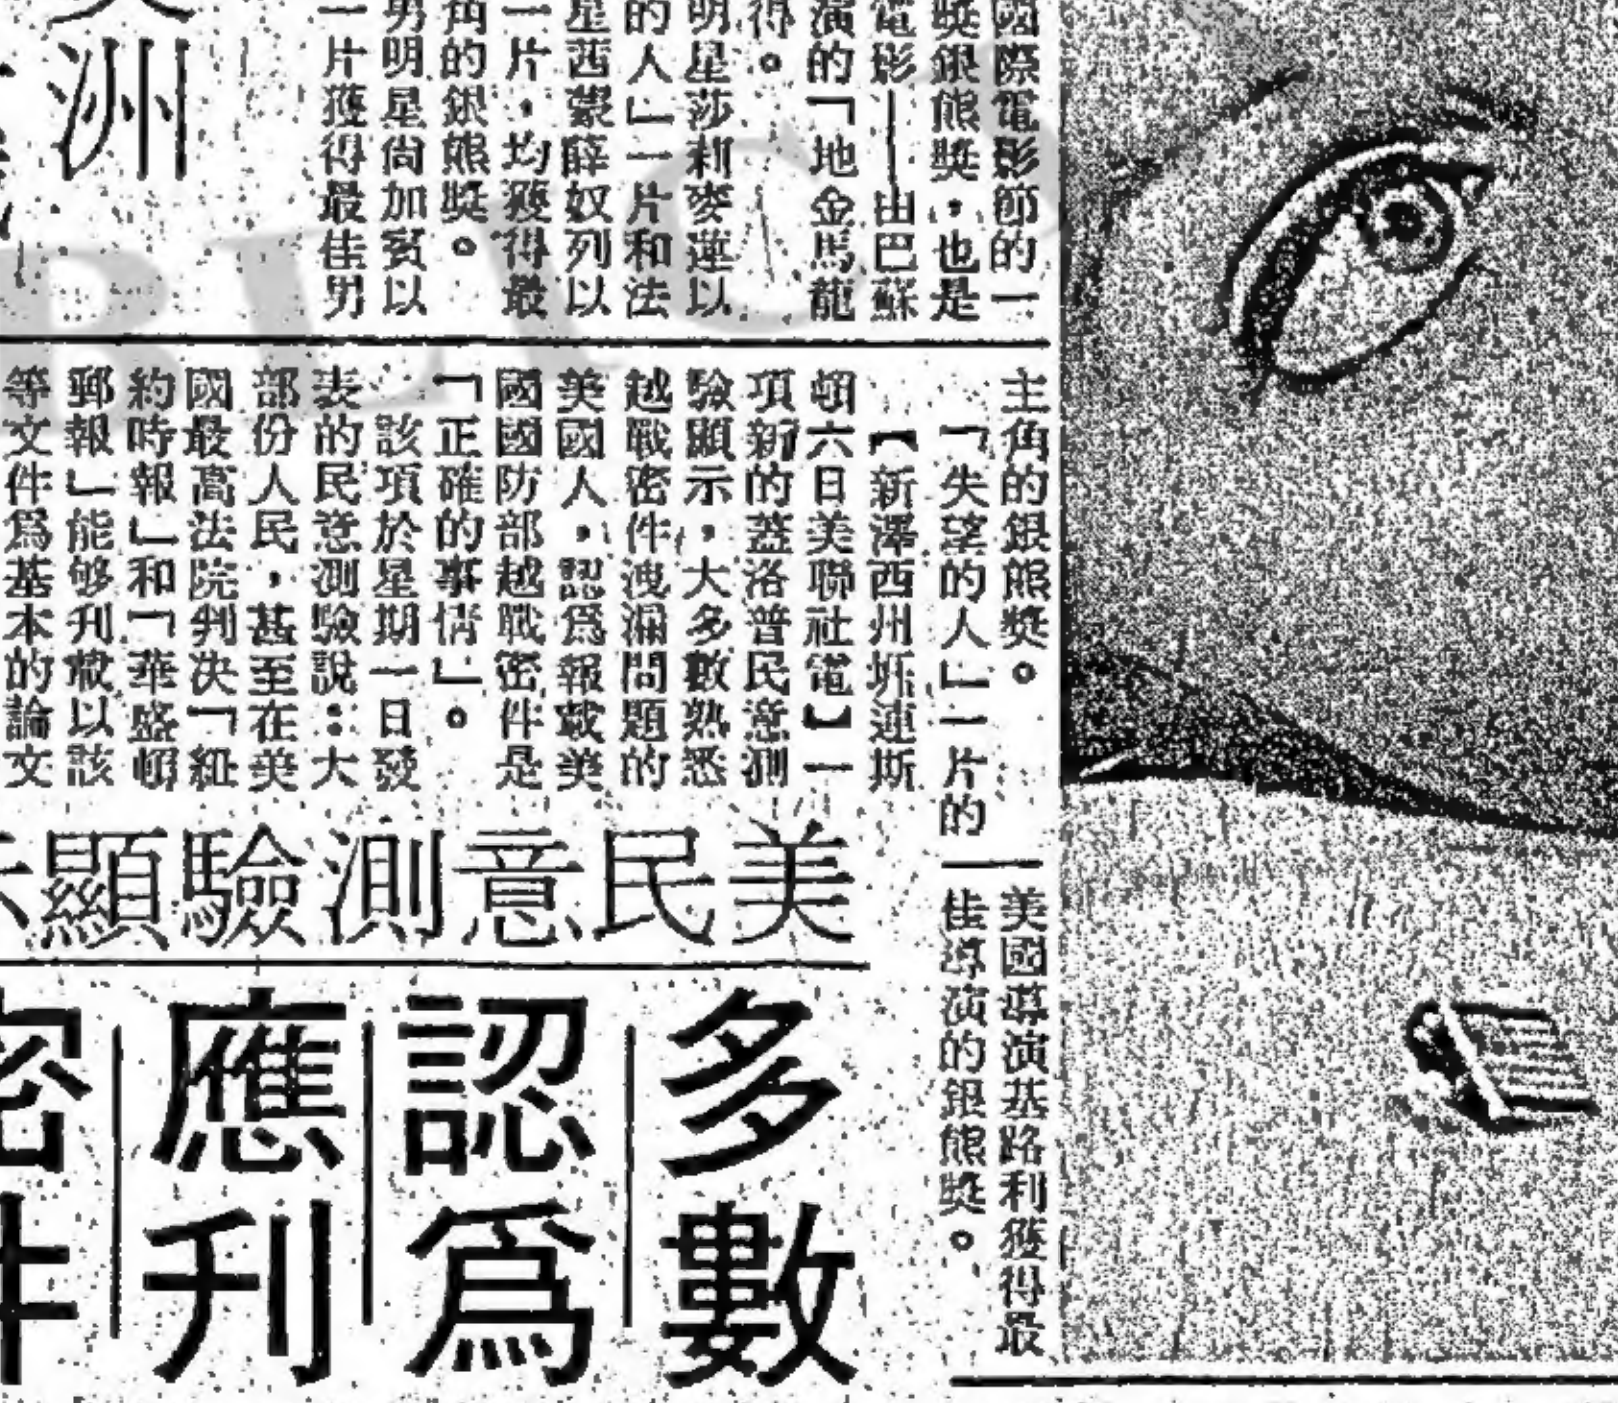 國際電影節的一
獎銀熊獎，也是
電影——由巴蘇
演的「地金馬龍
得。
明星莎莉麥蓮以
的人」一片和法
星茜蒙薛奴列以
一片，均獲得最
角的銀熊獎。
男明星尚加賓以
一片獲得最佳男
主角的銀熊獎。
「失望的人」一片的
美國導演基路利獲得最
佳導演的銀熊獎。
洲
美民意測驗顯示
多數
認爲
應刊
密件
【新澤西州 連斯
頓六日美聯社電】一
項新的蓋洛普民意測
驗顯示，大多數熟悉
越戰密件洩漏問題的
美國人，認爲報載美
國國防部越戰密件是
「正確的事情」。
該項於星期一日發
表的民意測驗說：大
部份人民，甚至在美
國最高法院判決「紐
約時報」和「華盛頓
郵報」能够刊載以該
等文件爲基本的論文
BLIC